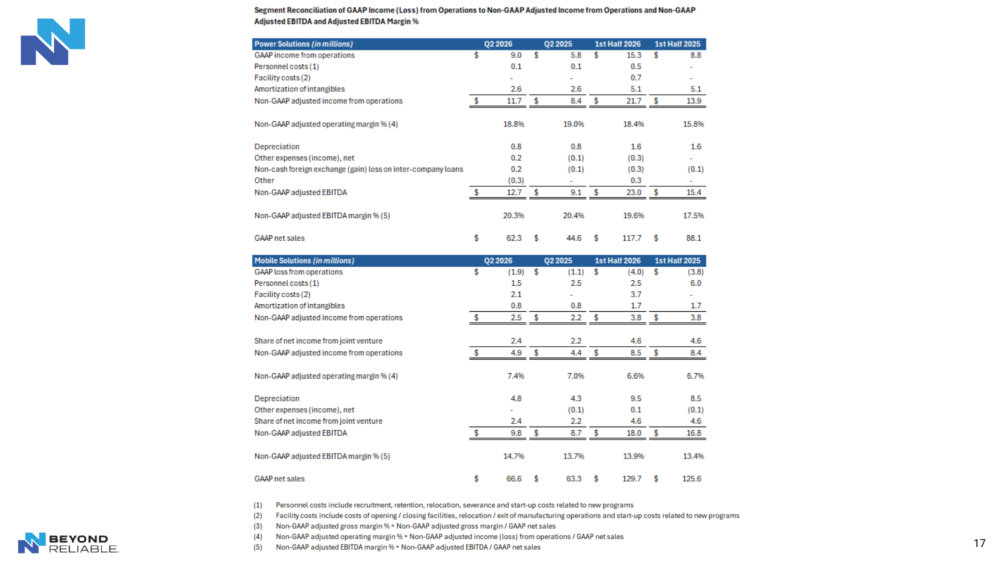 Segment Reconciliation of GAAP Income (Loss) from Operations to Non-GAAP Adjusted Income from Operations and Non-GAAP
Adjusted EBITDA and Adjusted EBITDA Margin %
Power Solutions (in millions) Q2 2026 Q2 2025 1st Half 2026 1st Half 2025
GAAP income from operations $ 9.0 $ 5.8 $ 15.3 $ 8.8
Personnel costs (1) 0.1 0.1 0.5 -
Facility costs (2) - - 0.7 -
Amortization of intangibles 2.6 2.6 5.1 5.1
Non-GAAP adjusted income from operations $ 11.7 $ 8.4 $ 21.7 $ 13.9
Non-GAAP adjusted operating margin % (4) 18.8% 19.0% 18.4% 15.8%
Depreciation 0.8 0.8 1.6 1.6
Other expenses (income), net 0.2 (0.1) (0.3) -
Non-cash foreign exchange (gain) loss on inter-company loans 0.2 (0.1) (0.3) (0.1)
Other (0.3) - 0.3 -
Non-GAAP adjusted EBITDA $ 12.7 $ 9.1 $ 23.0 $ 15.4
Non-GAAP adjusted EBITDA margin % (5) 20.3% 20.4% 19.6% 17.5%
GAAP net sales $ 62.3 $ 44.6 $ 117.7 $ 88.1
Mobile Solutions (in millions) Q2 2026 Q2 2025 1st Half 2026 1st Half 2025
GAAP loss from operations $ (1.9) $ (1.1) $ (4.0) $ (3.8)
Personnel costs (1) 1.5 2.5 2.5 6.0
Facility costs (2) 2.1 - 3.7 -
Amortization of intangibles 0.8 0.8 1.7 1.7
Non-GAAP adjusted income from operations $ 2.5 $ 2.2 $ 3.8 $ 3.8
Share of net income from joint venture 2.4 2.2 4.6 4.6
Non-GAAP adjusted income from operations $ 4.9 $ 4.4 $ 8.5 $ 8.4
Non-GAAP adjusted operating margin % (4) 7.4% 7.0% 6.6% 6.7%
Depreciation 4.8 4.3 9.5 8.5
Other expenses (income), net - (0.1) 0.1 (0.1)
Share of net income from joint venture 2.4 2.2 4.6 4.6
Non-GAAP adjusted EBITDA $ 9.8 $ 8.7 $ 18.0 $ 16.8
Non-GAAP adjusted EBITDA margin % (5) 14.7% 13.7% 13.9% 13.4%
GAAP net sales $ 66.6 $ 63.3 $ 129.7 $ 125.6
(1) Personnel costs include recruitment, retention, relocation, severance and start-up costs related to new programs
(2) Facility costs include costs of opening / closing facilities, relocation / exit of manufacturing operations and start-up costs related to new programs
(3) Non-GAAP adjusted gross margin % = Non-GAAP adjusted gross margin / GAAP net sales
(4) Non-GAAP adjusted operating margin % = Non-GAAP adjusted income (loss) from operations / GAAP net sales
(5) Non-GAAP adjusted EBITDA margin % = Non-GAAP adjusted EBITDA / GAAP net sales
BEYOND
RELIABLE
17